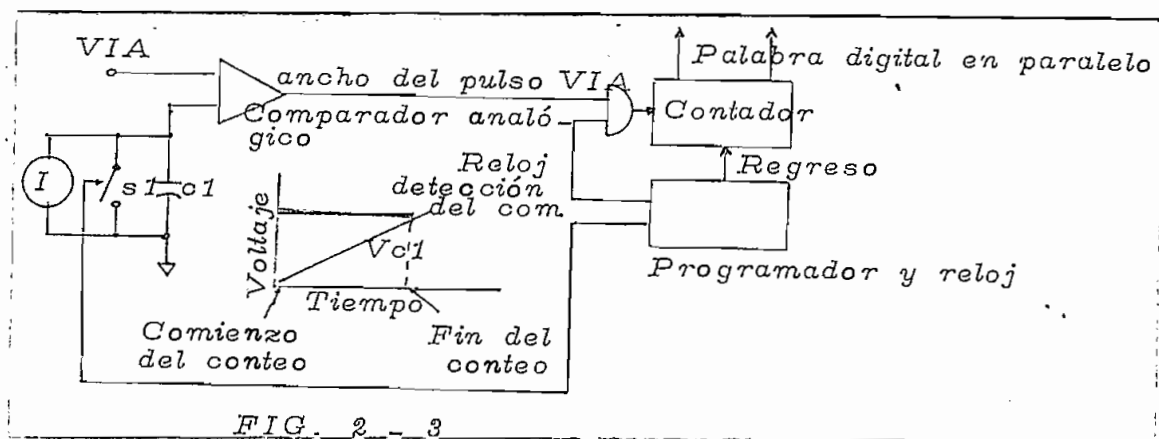 VIA
Palabra digital en paralelo
ancho del pulso VIA
Comparador analó-
gico
Contador
I
s1
c1
Reloj
detección
del com.
Regreso
Voltaje
Vc1
Tiempo
Programador y reloj
Comienzo
del conteo
Fin del
conteo
FIG. 2 - 3